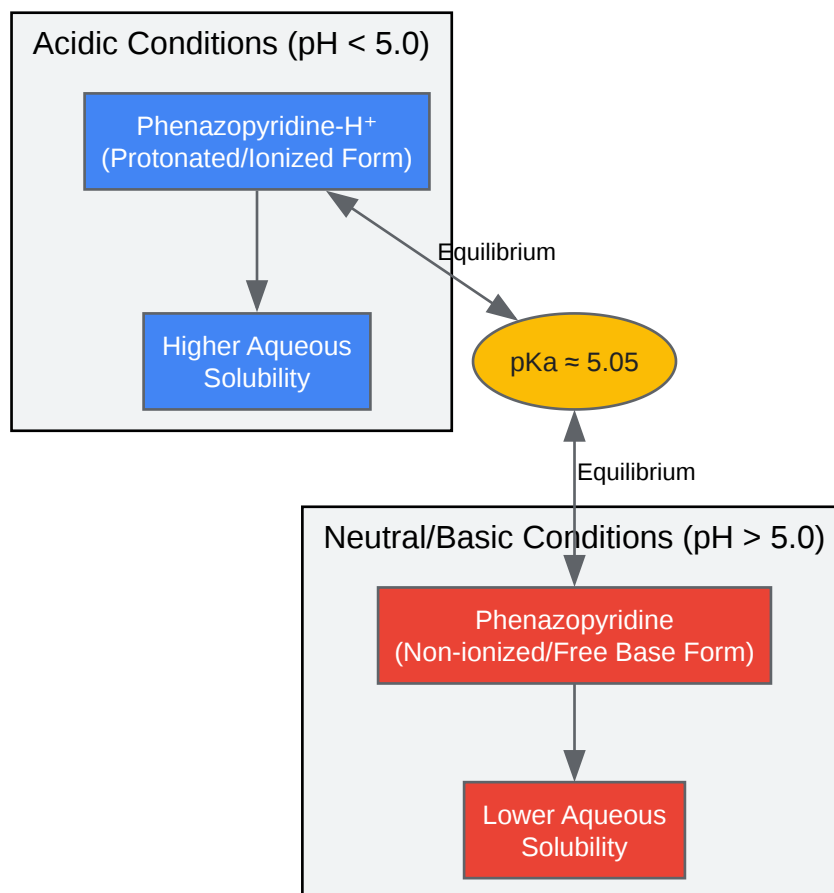 Acidic Conditions (pH < 5.0)
Phenazopyridine-H⁺
(Protonated/Ionized Form)
Equilibrium
Higher Aqueous
Solubility
pKa ≈ 5.05
Equilibrium
Neutral/Basic Conditions (pH > 5.0)
Phenazopyridine
(Non-ionized/Free Base Form)
Lower Aqueous
Solubility